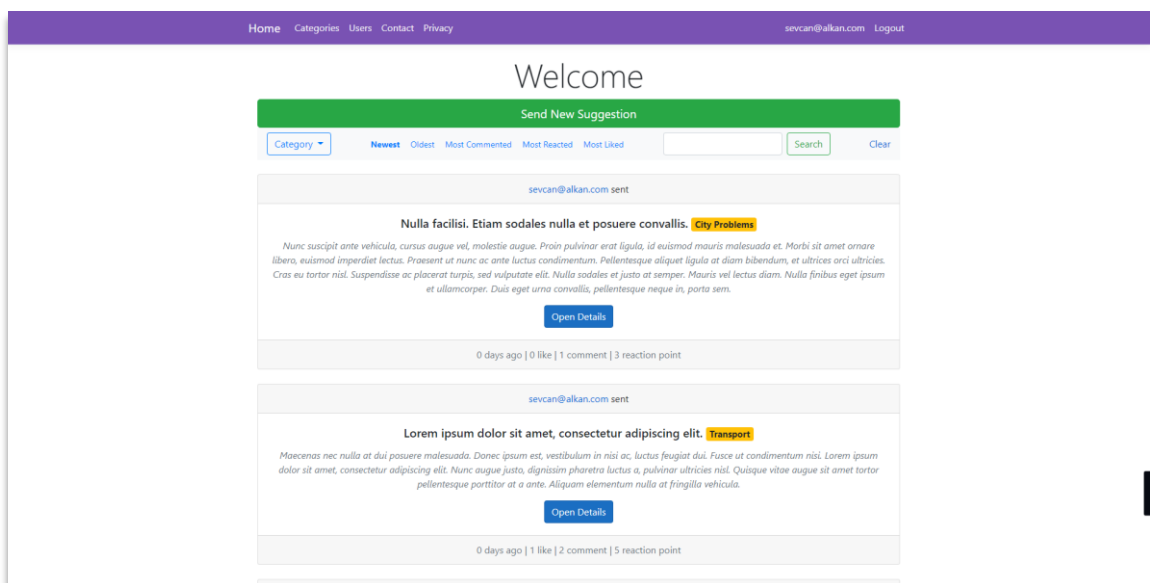 Home Categories Users Contact Privacy sevcan@alkan.com Logout
Welcome
Send New Suggestion
Category Newest Oldest Most Commented Most Reacted Most Liked Search Clear
sevcan@alkan.com sent
Nulla facilisi. Etiam sodales nulla et posuere convallis. City Problems
Nunc suscipit ante vehicula, cursus augue vel, molestie augue. Proin pulvinar erat ligula, id euismod mauris malesuada et. Morbi sit amet ornare
libero, euismod imperdiet lectus. Praesent ut nunc ac ante luctus condimentum. Pellentesque aliquet ligula at diam bibendum, et ultrices orci ultricies.
Cras eu tortor nisl. Suspendisse ac placerat turpis, sed vulputate elit. Nulla sodales et justo at semper. Mauris vel lectus diam. Nulla finibus eget ipsum
et ullamcorper. Duis eget urna convallis, pellentesque neque in, porta sem.
Open Details
0 days ago | 0 like | 1 comment | 3 reaction point
sevcan@alkan.com sent
Lorem ipsum dolor sit amet, consectetur adipiscing elit. Transport
Maecenas nec nulla at dui posuere malesuada. Donec ipsum est, vestibulum in nisi ac, luctus feugiat dui. Fusce ut condimentum nisi. Lorem ipsum
dolor sit amet, consectetur adipiscing elit. Nunc augue justo, dignissim pharetra luctus a, pulvinar ultricies nisl. Quisque vitae augue sit amet tortor
pellentesque porttitor at a ante. Aliquam elementum nulla at fringilla vehicula.
Open Details
0 days ago | 1 like | 2 comment | 5 reaction point